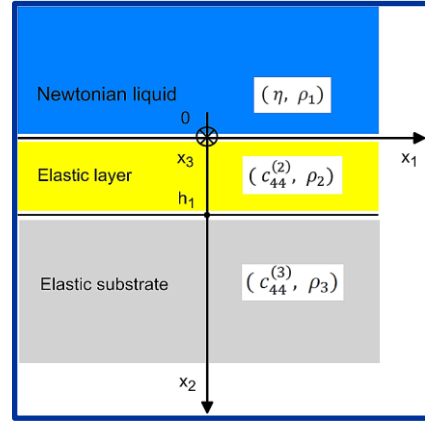 Newtonian liquid
(η, ρ₁)
0
x₃
x₁
Elastic layer
(c₄₄⁽²⁾, ρ₂)
h₁
Elastic substrate
(c₄₄⁽³⁾, ρ₃)
x₂